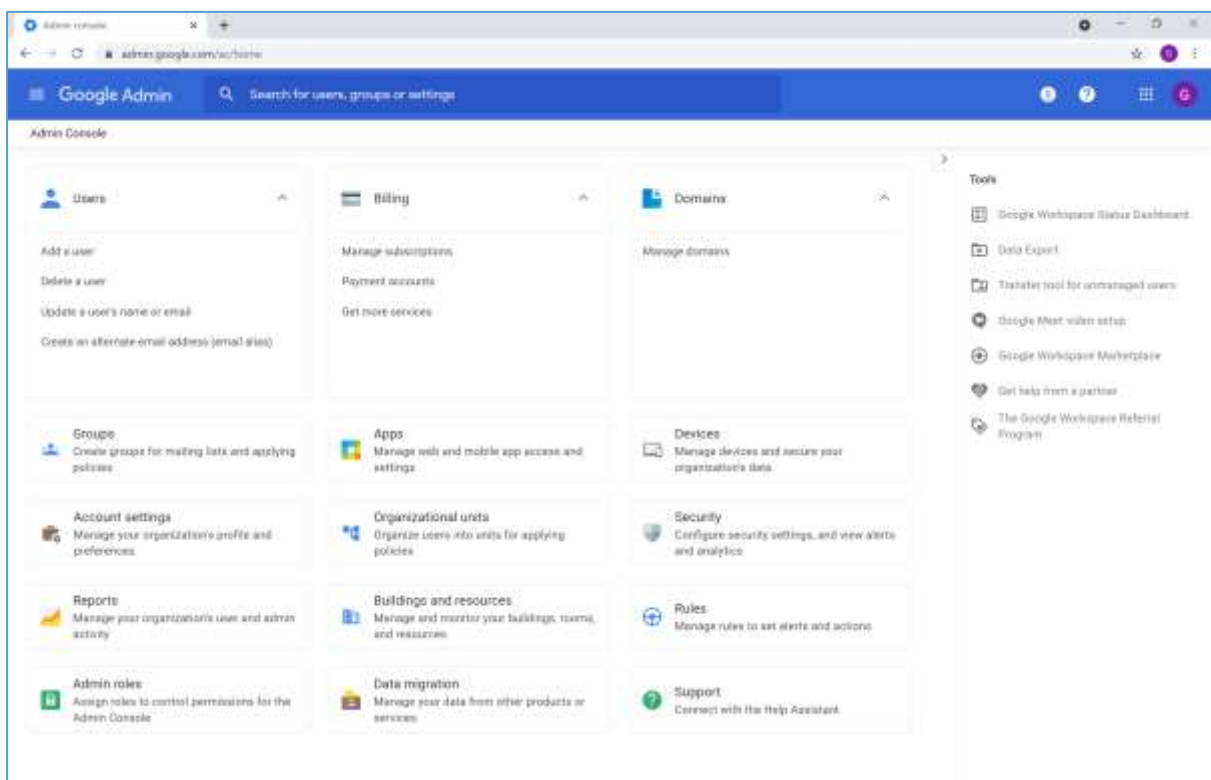 Admin console
admin.google.com/ac/home
Google Admin
Search for users, groups or settings
G
Admin Console
Users
Add a user
Delete a user
Update a user's name or email
Create an alternate email address (email alias)
Billing
Manage subscriptions
Payment accounts
Get more services
Domains
Manage domains
Groups
Create groups for mailing lists and applying
policies
Apps
Manage web and mobile app access and
settings
Devices
Manage devices and secure your
organization's data
Account settings
Manage your organization's profile and
preferences
Organizational units
Organize users into units for applying
policies
Security
Configure security settings, and view alerts
and analytics
Reports
Manage your organization's user and admin
activity
Buildings and resources
Manage and monitor your buildings, rooms,
and resources
Rules
Manage rules to set alerts and actions
Admin roles
Assign roles to control permissions for the
Admin Console
Data migration
Manage your data from other products or
services
Support
Connect with the Help Assistant
Tools
Google Workspace Status Dashboard
Data Export
Transfer tool for unmanaged users
Google Meet video setup
Google Workspace Marketplace
Get help from a partner
The Google Workspace Referral
Program